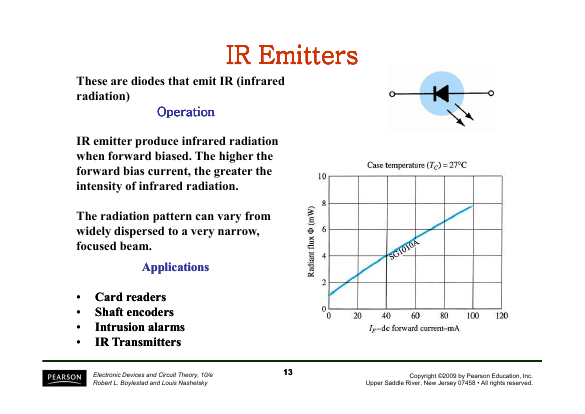 IR Emitters
These are diodes that emit IR (infrared
radiation)
Operation
IR emitter produce infrared radiation
when forward biased. The higher the
forward bias current, the greater the
intensity of infrared radiation.
The radiation pattern can vary from
widely dispersed to a very narrow,
focused beam.
Applications
• Card readers
• Shaft encoders
• Intrusion alarms
• IR Transmitters
Case temperature (T_C) = 27°C
Radiant flux Φ (mW)
10
8
6
4
2
0
SG1010A
0 20 40 60 80 100 120
I_F–dc forward current–mA
PEARSON
Electronic Devices and Circuit Theory, 10/e
Robert L. Boylestad and Louis Nashelsky
13
Copyright ©2009 by Pearson Education, Inc.
Upper Saddle River, New Jersey 07458 • All rights reserved.